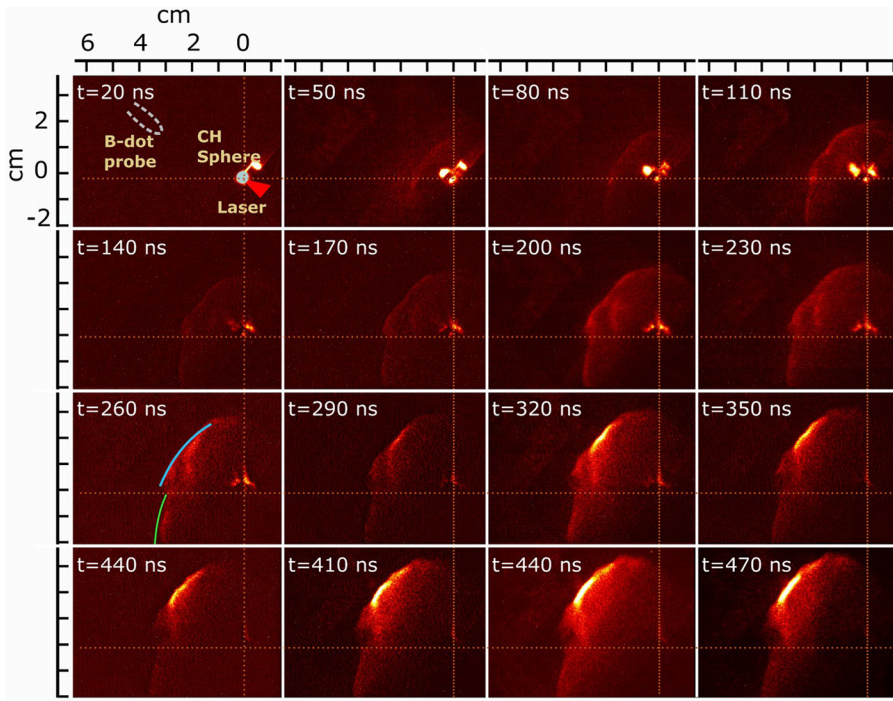 cm
6 4 2 0
cm
2
0
-2
t=20 ns
B-dot
probe
CH
Sphere
Laser
t=50 ns
t=80 ns
t=110 ns
t=140 ns
t=170 ns
t=200 ns
t=230 ns
t=260 ns
t=290 ns
t=320 ns
t=350 ns
t=440 ns
t=410 ns
t=440 ns
t=470 ns